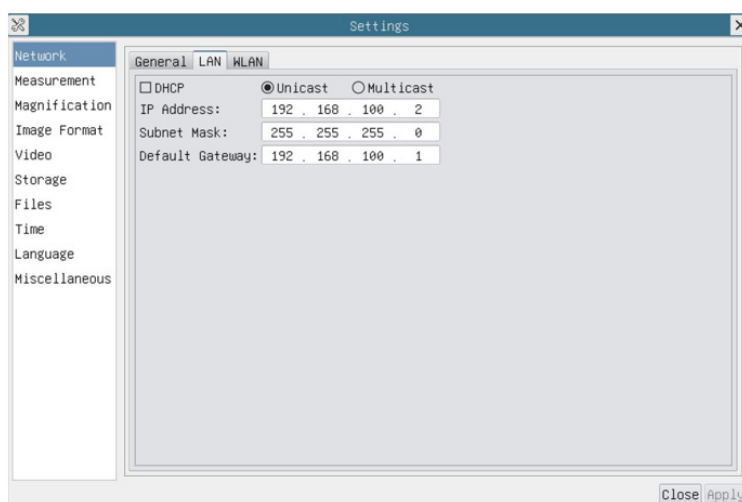 Settings
Network
Measurement
Magnification
Image Format
Video
Storage
Files
Time
Language
Miscellaneous
General LAN WLAN
DHCP Unicast Multicast
IP Address: 192 . 168 . 100 . 2
Subnet Mask: 255 . 255 . 255 . 0
Default Gateway: 192 . 168 . 100 . 1
Close Apply